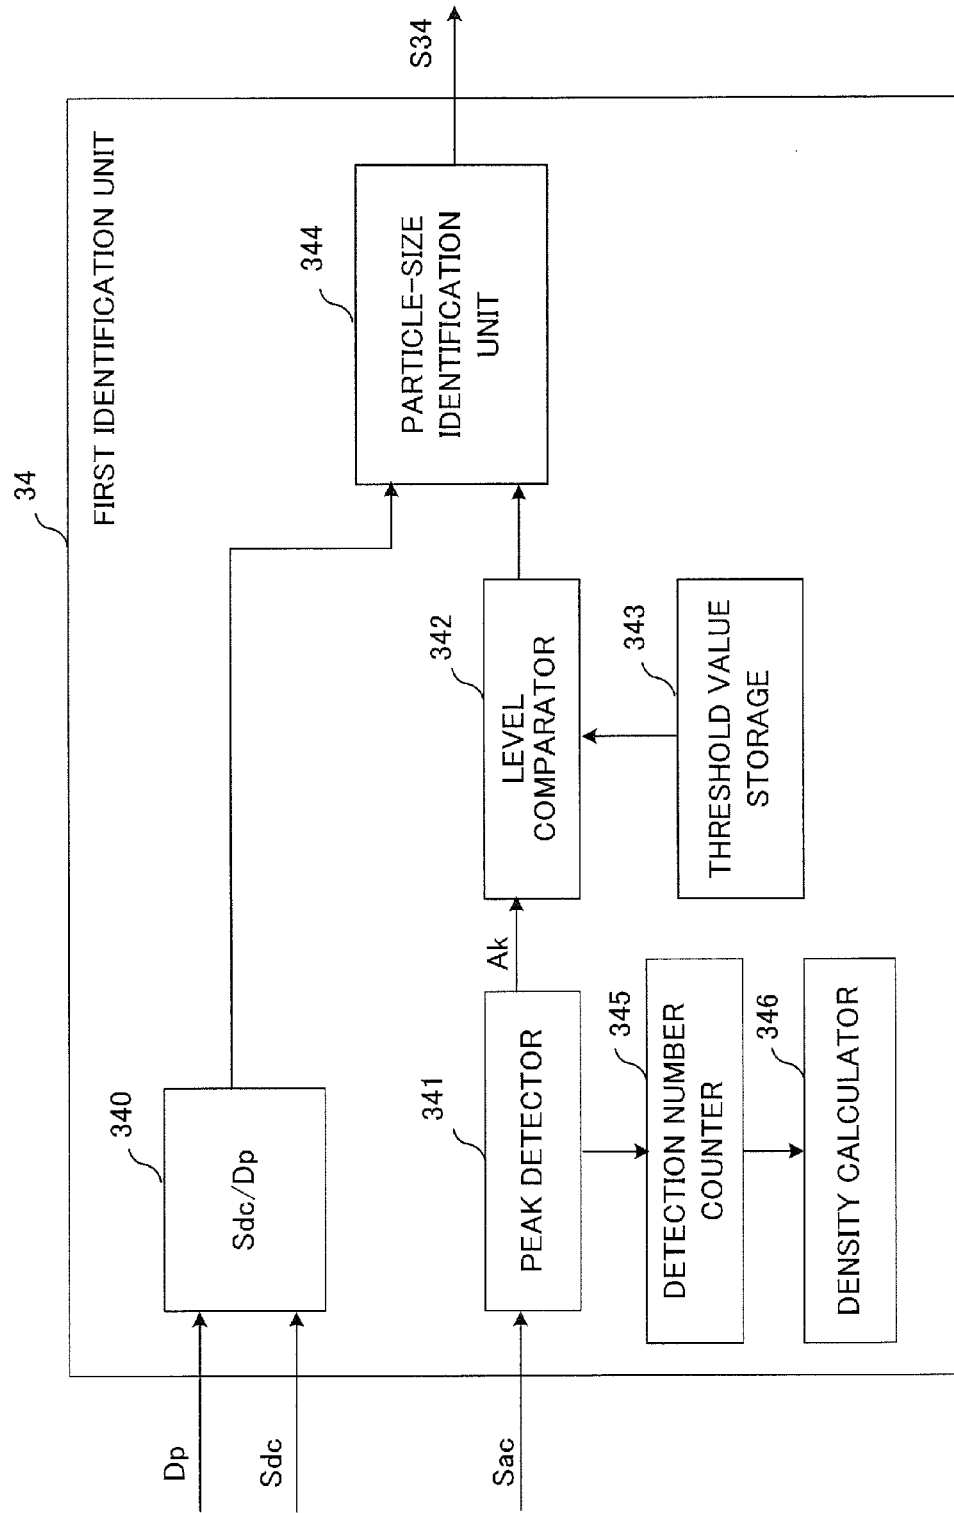 34
FIRST IDENTIFICATION UNIT
Dp
Sdc
340
Sdc/Dp
344
PARTICLE-SIZE
IDENTIFICATION
UNIT
S34
Sac
341
PEAK DETECTOR
Ak
342
LEVEL
COMPARATOR
343
THRESHOLD VALUE
STORAGE
345
DETECTION NUMBER
COUNTER
346
DENSITY CALCULATOR